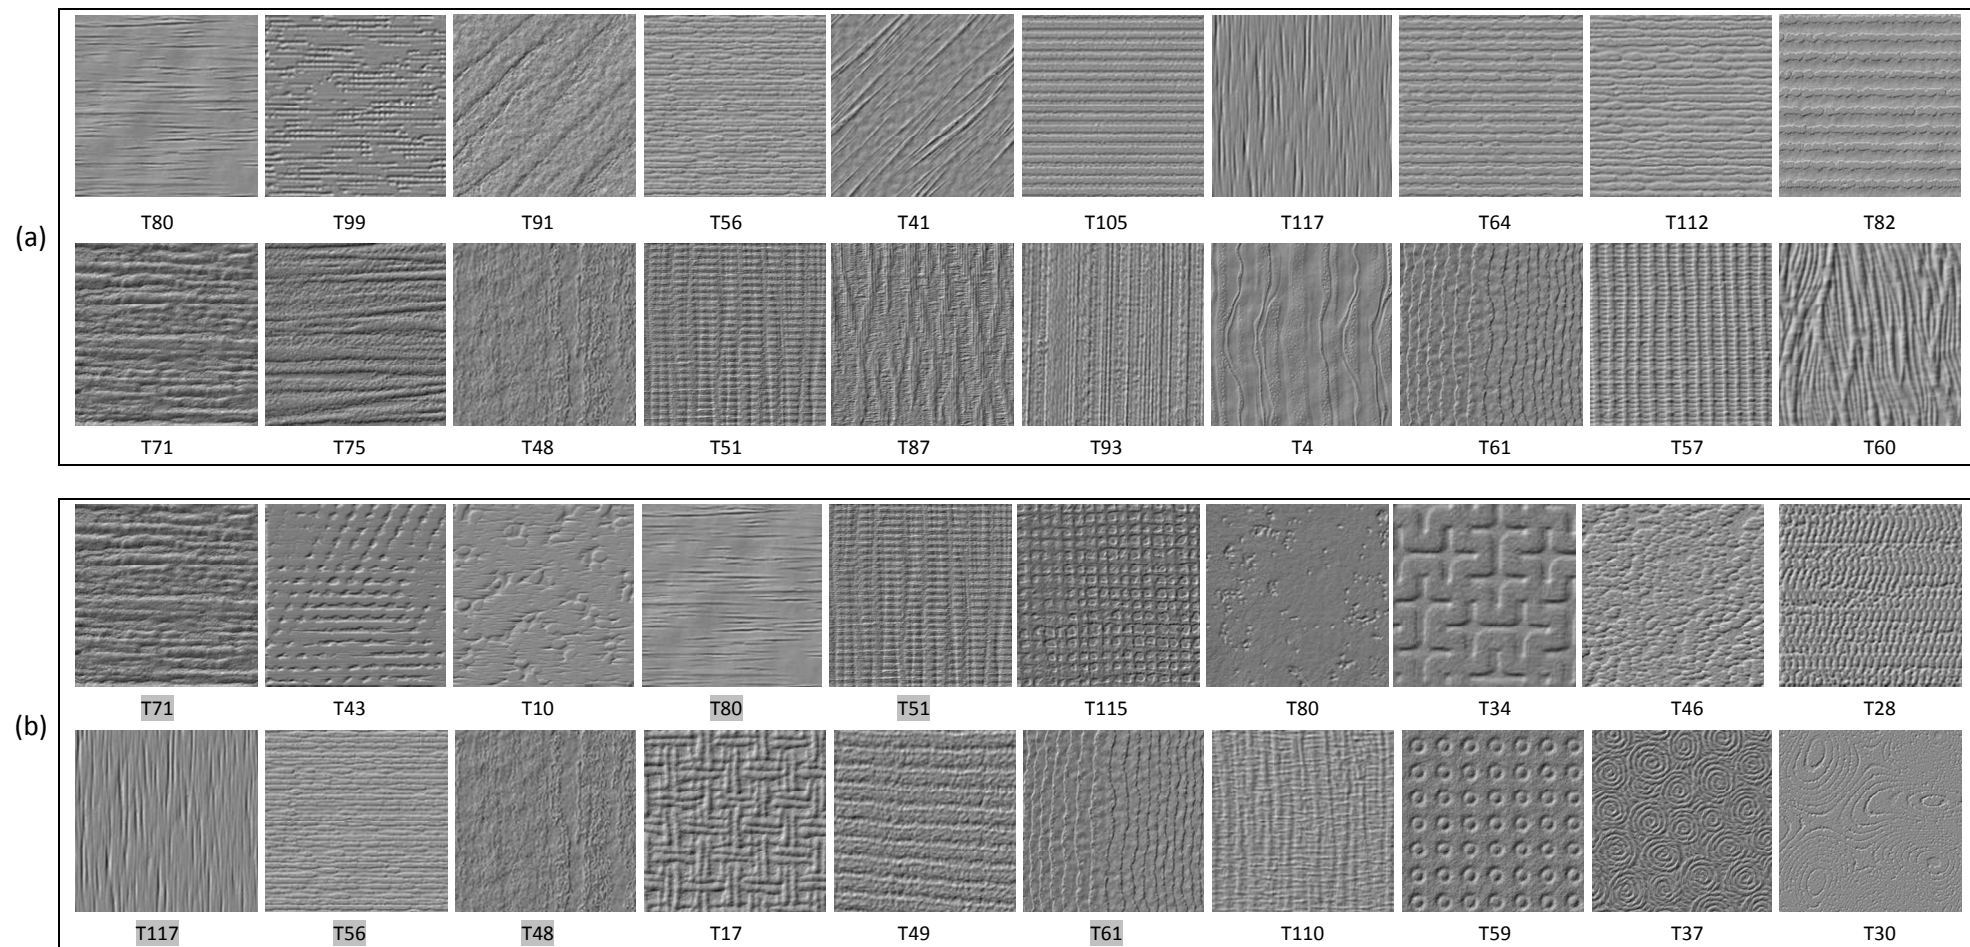 (a)
T80 T99 T91 T56 T41 T105 T117 T64 T112 T82
T71 T75 T48 T51 T87 T93 T4 T61 T57 T60
(b)
T71 T43 T10 T80 T51 T115 T80 T34 T46 T28
T117 T56 T48 T17 T49 T61 T110 T59 T37 T30